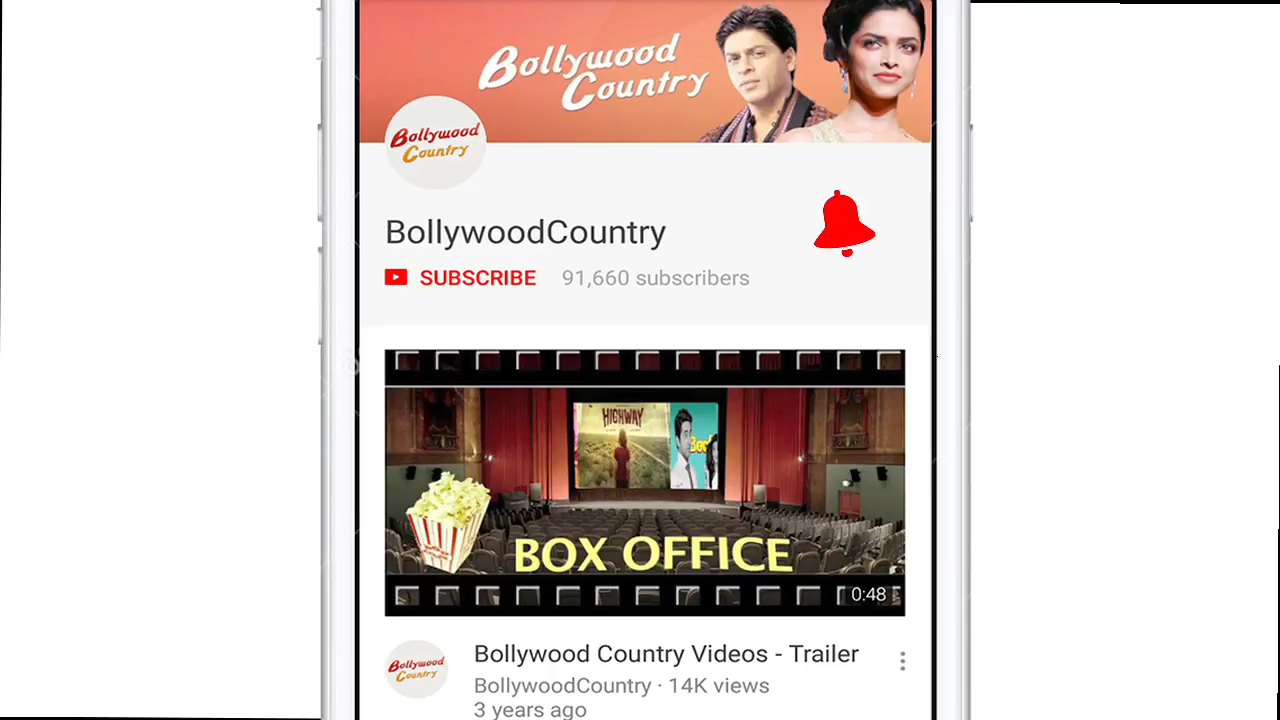 Bollywood
Country
Bollywood
Country
BollywoodCountry
SUBSCRIBE 91,660 subscribers
HIGHWAY
BOX OFFICE
0:48
Bollywood Country Videos - Trailer
Bollywood
Country
BollywoodCountry · 14K views
3 years ago